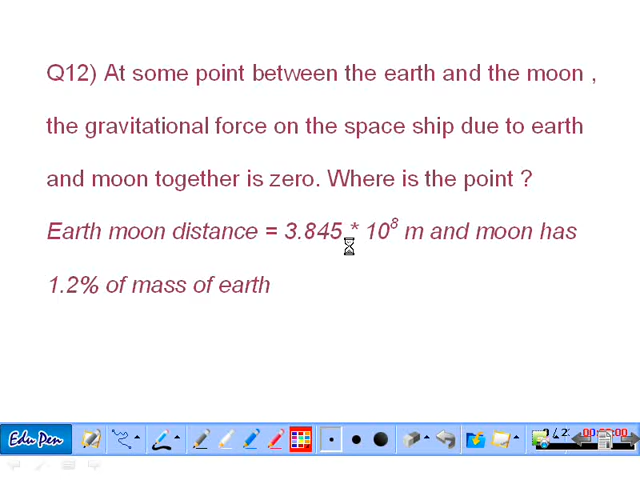 Q12) At some point between the earth and the moon ,
the gravitational force on the space ship due to earth
and moon together is zero. Where is the point ?
Earth moon distance = 3.845 * 10⁸ m and moon has
1.2% of mass of earth
Edu Pen